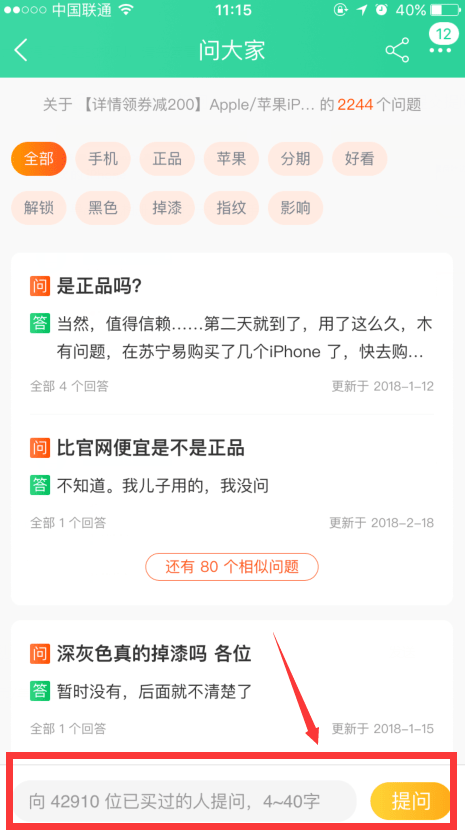 中国联通 11:15 40%
问大家 12
关于 【详情领券减200】Apple/苹果iP... 的 2244 个问题
全部 手机 正品 苹果 分期 好看
解锁 黑色 掉漆 指纹 影响
问 是正品吗?
答 当然，值得信赖……第二天就到了，用了这么久，木
有问题，在苏宁易购买了几个iPhone 了，快去购...
全部 4 个回答 更新于 2018-1-12
问 比官网便宜是不是正品
答 不知道。我儿子用的，我没问
全部 1 个回答 更新于 2018-2-18
还有 80 个相似问题
问 深灰色真的掉漆吗 各位
答 暂时没有，后面就不清楚了
全部 1 个回答 更新于 2018-1-15
向 42910 位已买过的人提问，4~40字 提问